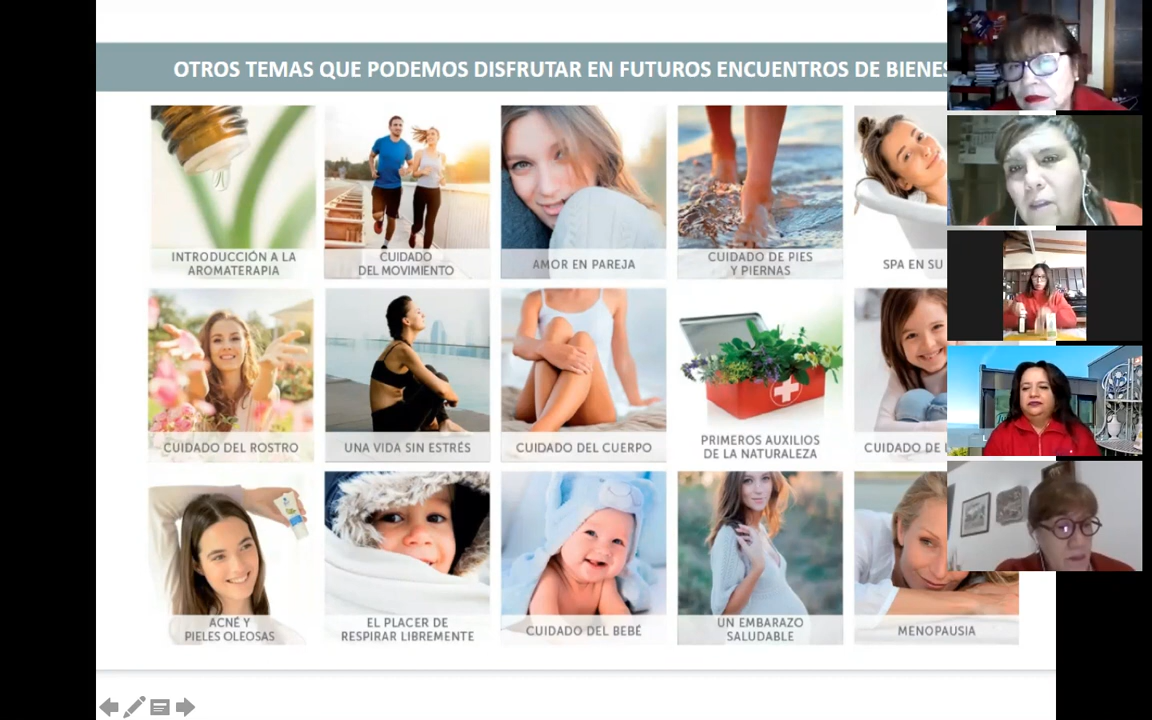 OTROS TEMAS QUE PODEMOS DISFRUTAR EN FUTUROS ENCUENTROS DE BIENES
INTRODUCCIÓN A LA
AROMATERAPIA
CUIDADO
DEL MOVIMIENTO
AMOR EN PAREJA
CUIDADO DE PIES
Y PIERNAS
SPA EN SU
CUIDADO DEL ROSTRO
UNA VIDA SIN ESTRÉS
CUIDADO DEL CUERPO
PRIMEROS AUXILIOS
DE LA NATURALEZA
CUIDADO DE
ACNÉ Y
PIELES OLEOSAS
EL PLACER DE
RESPIRAR LIBREMENTE
CUIDADO DEL BEBÉ
UN EMBARAZO
SALUDABLE
MENOPAUSIA